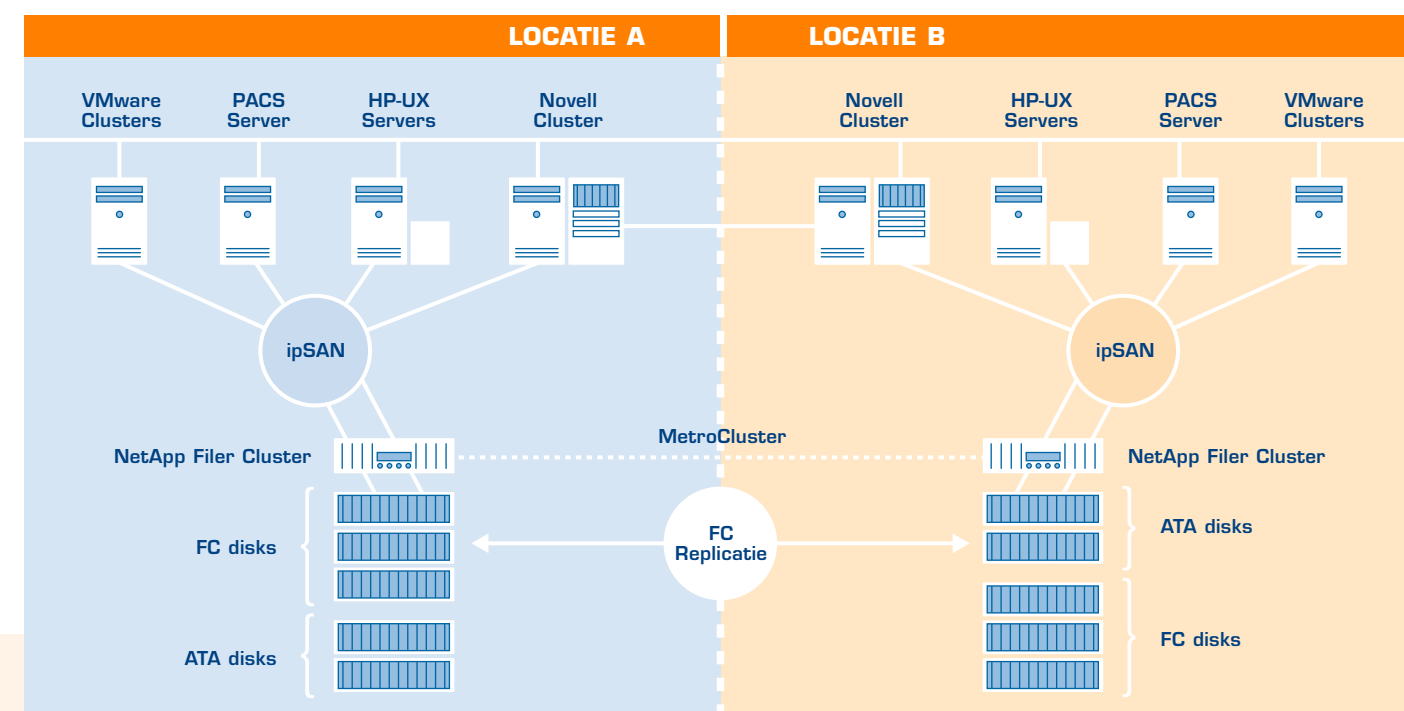 LOCATIE A
LOCATIE B
VMware
Clusters
PACS
Server
HP-UX
Servers
Novell
Cluster
Novell
Cluster
HP-UX
Servers
PACS
Server
VMware
Clusters
ipSAN
ipSAN
MetroCluster
NetApp Filer Cluster
NetApp Filer Cluster
FC disks
FC
Replicatie
ATA disks
ATA disks
FC disks